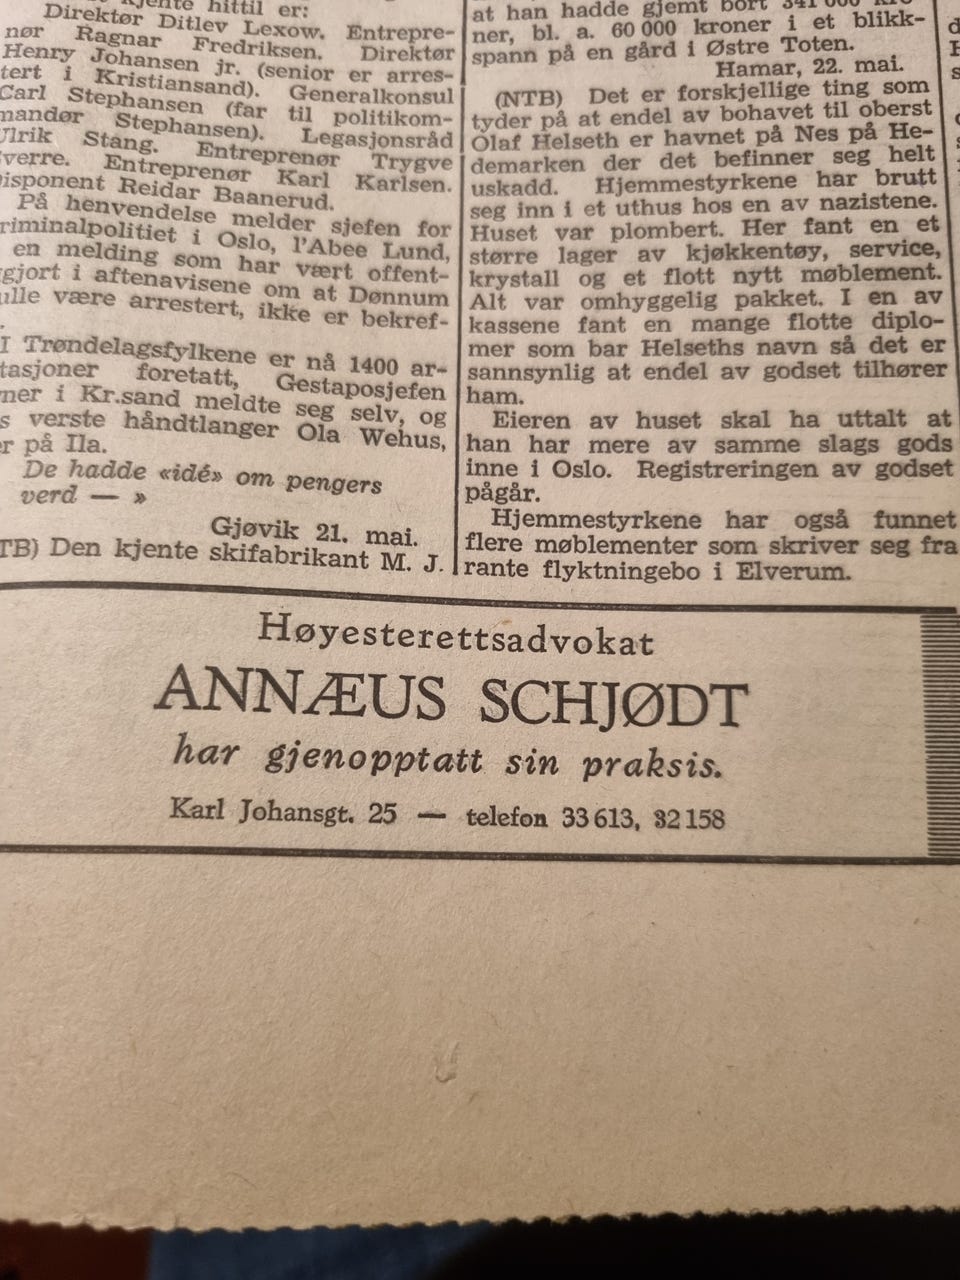 kjente hittil er:
Direktør Ditlev Lexow. Entrepre-
nør Ragnar Fredriksen. Direktør
Henry Johansen jr. (senior er arres-
tert i Kristiansand). Generalkonsul
Carl Stephansen (far til politikom-
mandør Stephansen). Legasjonsråd
Ulrik Stang. Entreprenør Trygve
verre. Entreprenør Karl Karlsen.
isponent Reidar Baanerud.
På henvendelse melder sjefen for
riminalpolitiet i Oslo, l'Abee Lund,
en melding som har vært offent-
gjort i aftenavisene om at Dønnum
ulle være arrestert, ikke er bekref-
I Trøndelagsfylkene er nå 1400 ar-
tasjoner foretatt, Gestaposjefen
ner i Kr.sand meldte seg selv, og
s verste håndtlanger Ola Wehus,
r på Ila.
De hadde «idé» om pengers
verd — »
Gjøvik 21. mai.
TB) Den kjente skifabrikant M. J.
at han hadde gjemt bort 341 000 kro-
ner, bl. a. 60 000 kroner i et blikk-
spann på en gård i Østre Toten.
Hamar, 22. mai.
(NTB) Det er forskjellige ting som
tyder på at endel av bohavet til oberst
Olaf Helseth er havnet på Nes på He-
demarken der det befinner seg helt
uskadd. Hjemmestyrkene har brutt
seg inn i et uthus hos en av nazistene.
Huset var plombert. Her fant en et
større lager av kjøkkentøy, service,
krystall og et flott nytt møblement.
Alt var omhyggelig pakket. I en av
kassene fant en mange flotte diplo-
mer som bar Helseths navn så det er
sannsynlig at endel av godset tilhører
ham.
Eieren av huset skal ha uttalt at
han har mere av samme slags gods
inne i Oslo. Registreringen av godset
pågår.
Hjemmestyrkene har også funnet
flere møblementer som skriver seg fra
rante flyktningebo i Elverum.
Høyesterettsadvokat
ANNÆUS SCHJØDT
har gjenopptatt sin praksis.
Karl Johansgt. 25 — telefon 33 613, 32 158